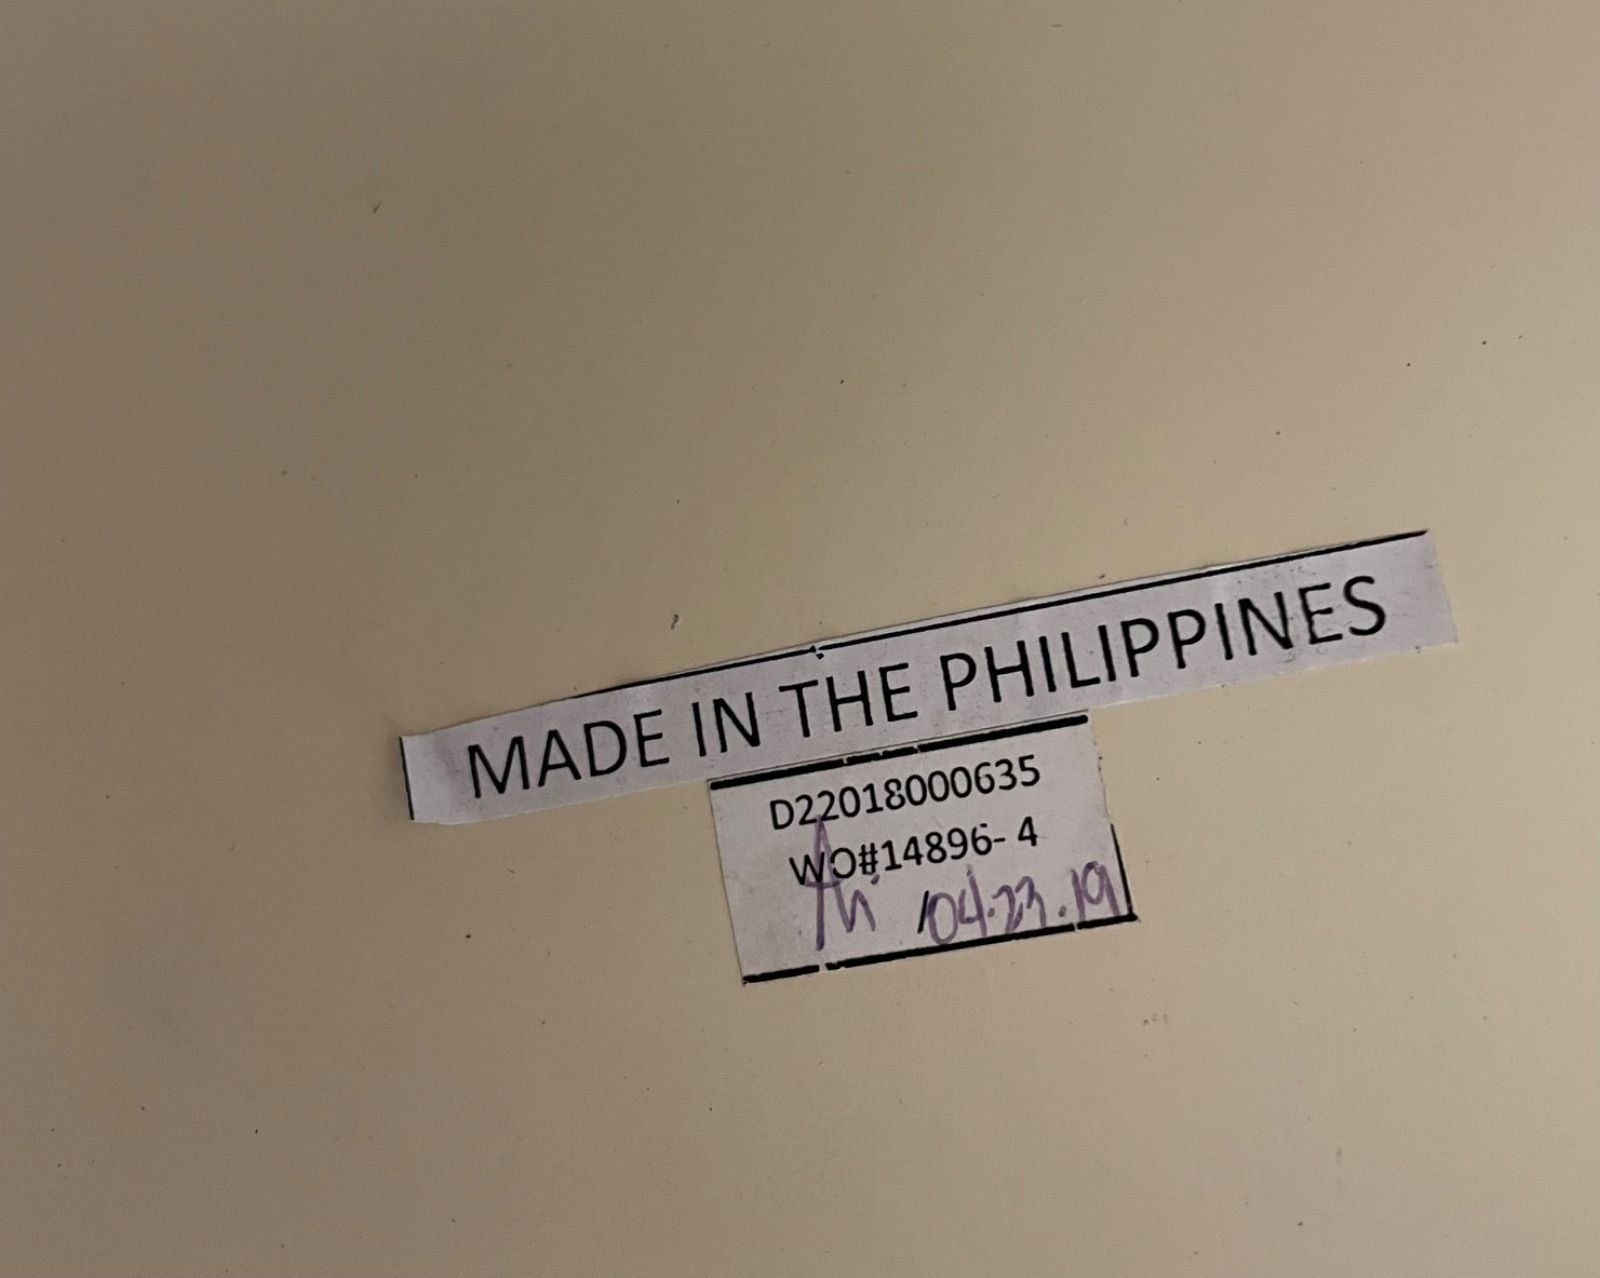 MADE IN THE PHILIPPINES
D22018000635
WO#14896- 4
04.23.19